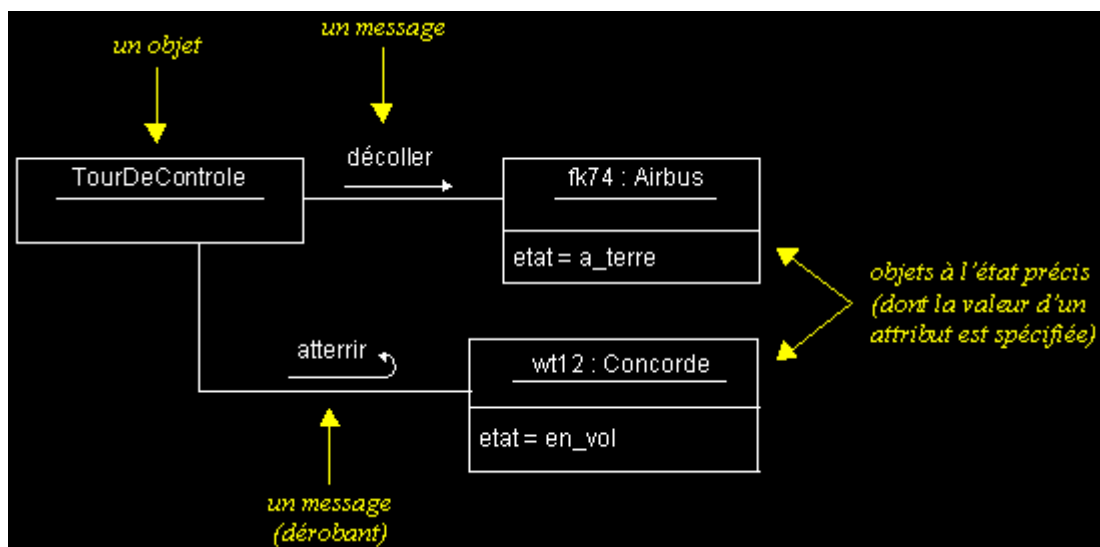 un message
un objet
décoller
TourDeControle
fk74 : Airbus
etat = a_terre
objets à l'état précis
(dont la valeur d'un
attribut est spécifiée)
atterrir
wt12 : Concorde
etat = en_vol
un message
(dérobant)